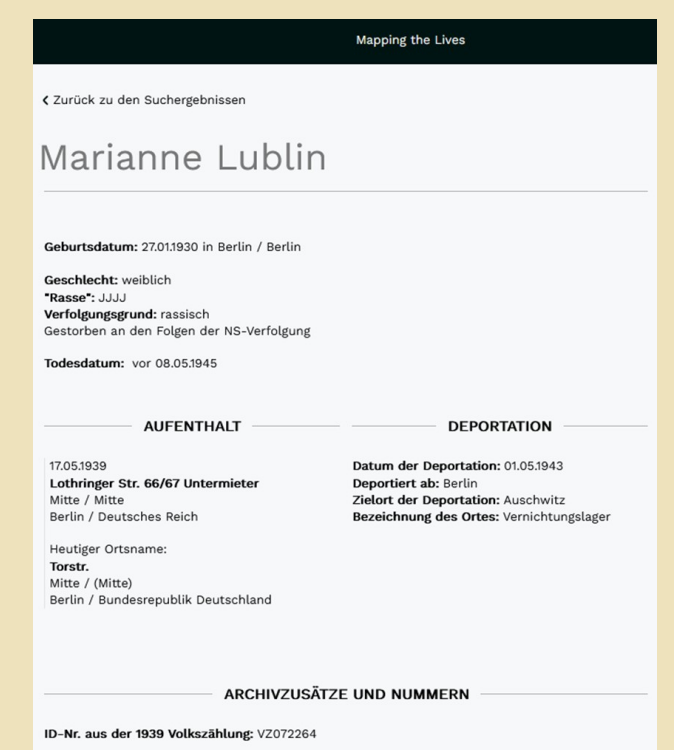 Mapping the Lives
< Zurück zu den Suchergebnissen
Marianne Lublin
Geburtsdatum: 27.01.1930 in Berlin / Berlin
Geschlecht: weiblich
"Rasse": JJJJ
Verfolgungsgrund: rassisch
Gestorben an den Folgen der NS-Verfolgung
Todesdatum: vor 08.05.1945
AUFENTHALT
17.05.1939
Lothringer Str. 66/67 Untermieter
Mitte / Mitte
Berlin / Deutsches Reich
Heutiger Ortsname:
Torstr.
Mitte / (Mitte)
Berlin / Bundesrepublik Deutschland
DEPORTATION
Datum der Deportation: 01.05.1943
Deportiert ab: Berlin
Zielort der Deportation: Auschwitz
Bezeichnung des Ortes: Vernichtungslager
ARCHIVZUSÄTZE UND NUMMERN
ID-Nr. aus der 1939 Volkszählung: VZ072264